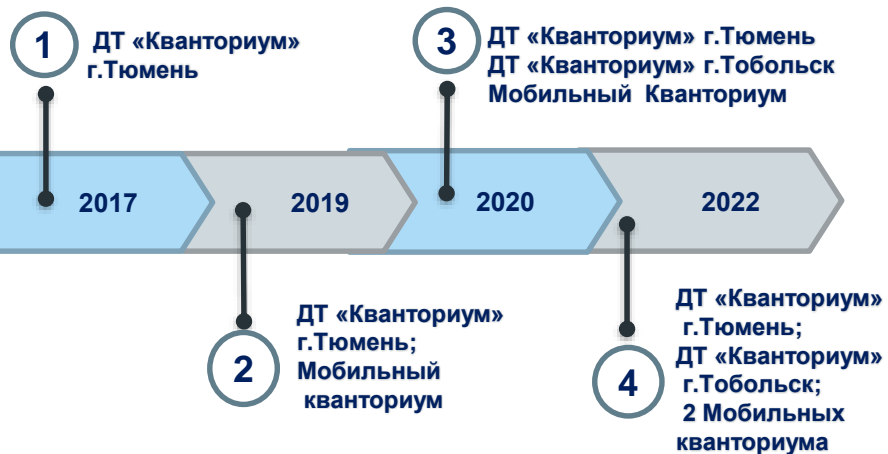 1
ДТ «Кванториум»
г.Тюмень
3
ДТ «Кванториум» г.Тюмень
ДТ «Кванториум» г.Тобольск
Мобильный Кванториум
2017
2019
2020
2022
2
ДТ «Кванториум»
г.Тюмень;
Мобильный
кванториум
4
ДТ «Кванториум»
г.Тюмень;
ДТ «Кванториум»
г.Тобольск;
2 Мобильных
кванториума